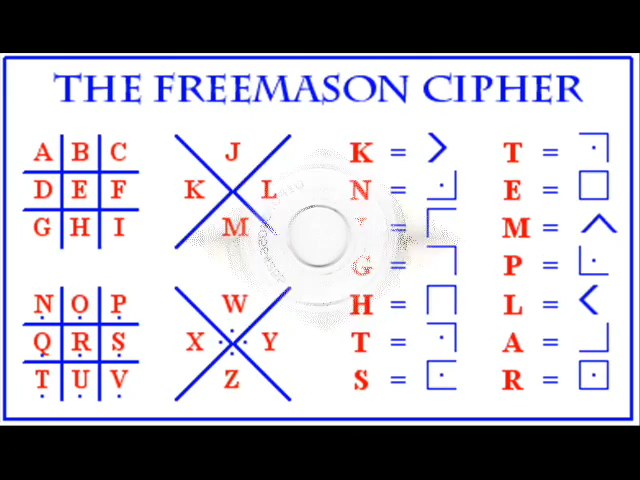 THE FREEMASON CIPHER
A B C
D E F
G H I
J
K L
M
N O P
Q R S
T U V
W
X Y
Z
K =
N =
=
G =
H =
T =
S =
T =
E =
M =
P =
L =
A =
R =